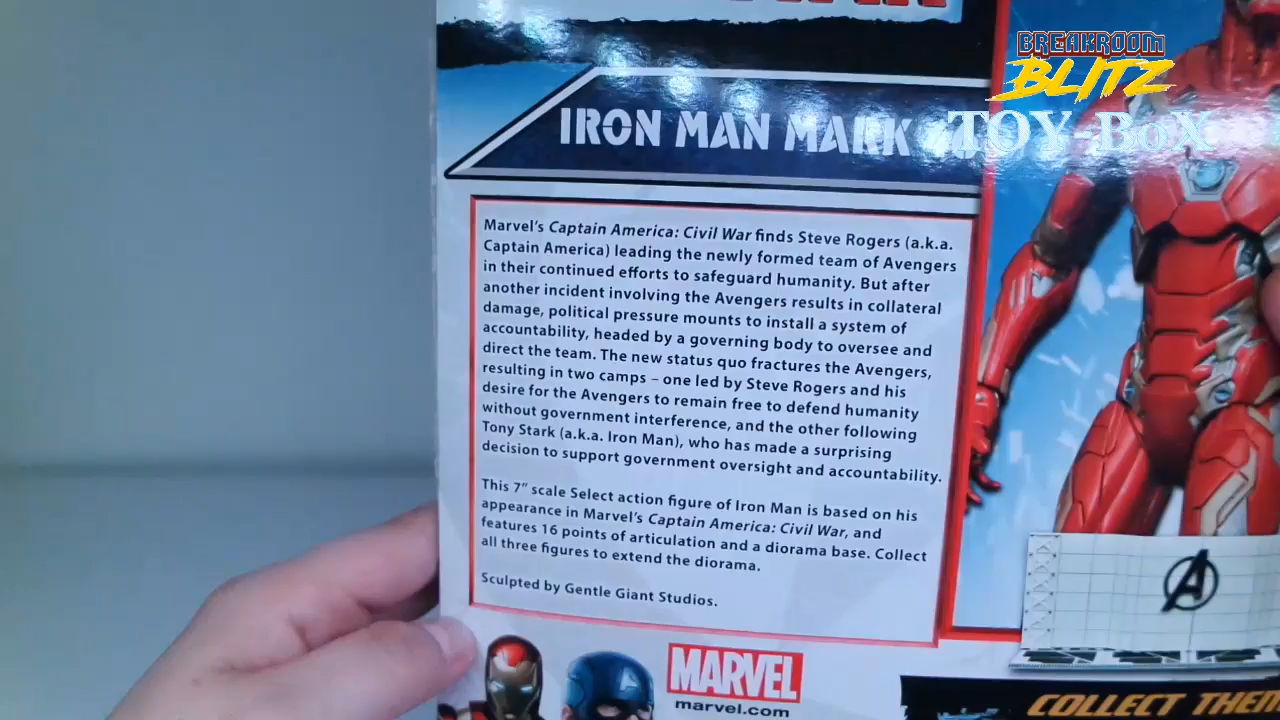 BREAKROOM
BLITZ
TOY-BoX
IRON MAN MARK
Marvel's Captain America: Civil War finds Steve Rogers (a.k.a.
Captain America) leading the newly formed team of Avengers
in their continued efforts to safeguard humanity. But after
another incident involving the Avengers results in collateral
damage, political pressure mounts to install a system of
accountability, headed by a governing body to oversee and
direct the team. The new status quo fractures the Avengers,
resulting in two camps – one led by Steve Rogers and his
desire for the Avengers to remain free to defend humanity
without government interference, and the other following
Tony Stark (a.k.a. Iron Man), who has made a surprising
decision to support government oversight and accountability.
This 7” scale Select action figure of Iron Man is based on his
appearance in Marvel's Captain America: Civil War, and
features 16 points of articulation and a diorama base. Collect
all three figures to extend the diorama.
Sculpted by Gentle Giant Studios.
MARVEL
marvel.com
COLLECT THEM